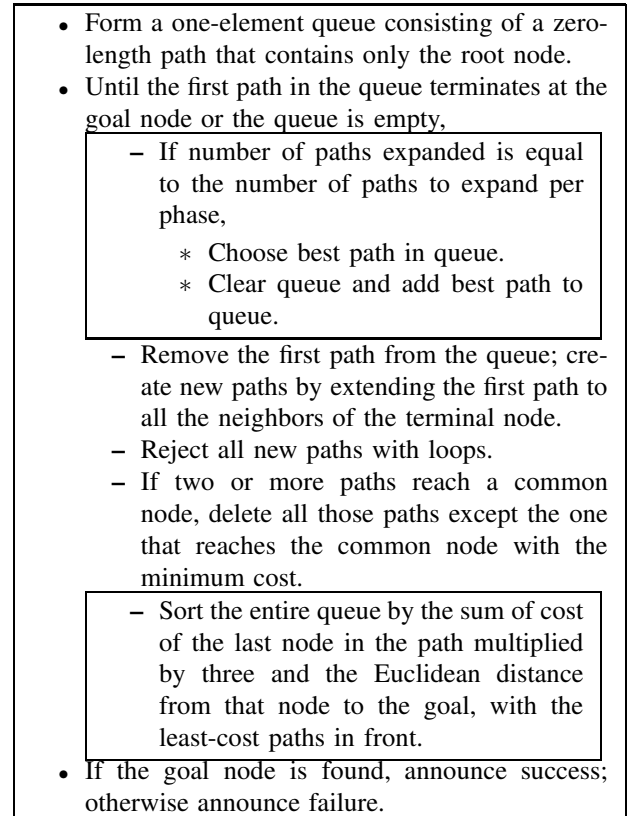 • Form a one-element queue consisting of a zero-
length path that contains only the root node.
• Until the first path in the queue terminates at the
goal node or the queue is empty,
– If number of paths expanded is equal
to the number of paths to expand per
phase,
∗ Choose best path in queue.
∗ Clear queue and add best path to
queue.
– Remove the first path from the queue; cre-
ate new paths by extending the first path to
all the neighbors of the terminal node.
– Reject all new paths with loops.
– If two or more paths reach a common
node, delete all those paths except the one
that reaches the common node with the
minimum cost.
– Sort the entire queue by the sum of cost
of the last node in the path multiplied
by three and the Euclidean distance
from that node to the goal, with the
least-cost paths in front.
• If the goal node is found, announce success;
otherwise announce failure.